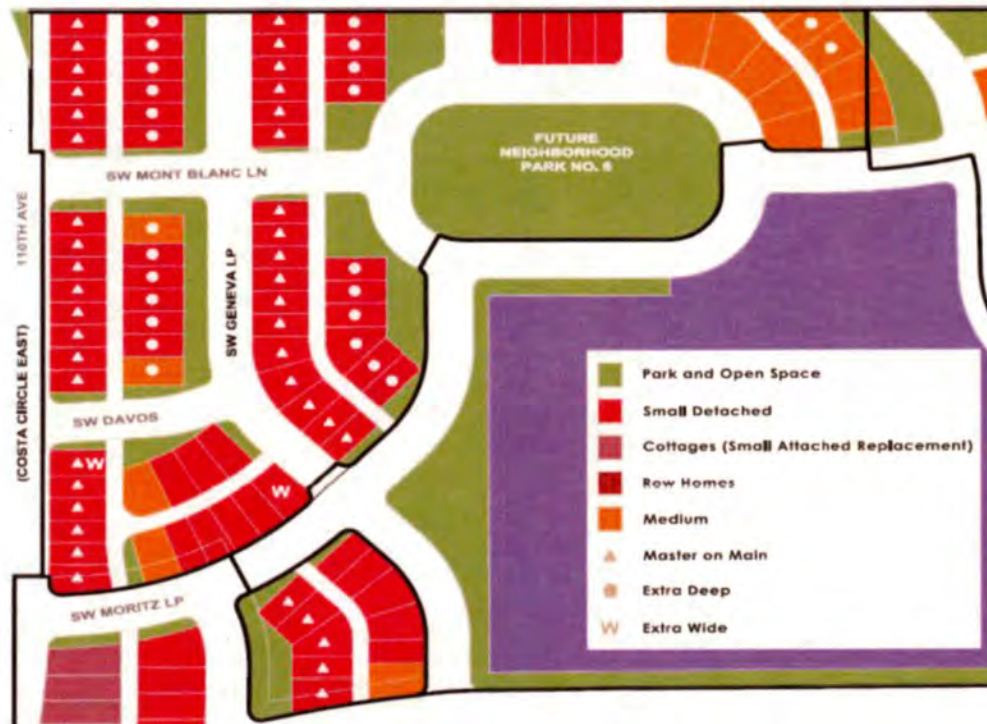 FUTURE
NEIGHBORHOOD
PARK NO. 6
SW MONT BLANC LN
110TH AVE
(COSTA CIRCLE EAST)
SW GENEVA LP
SW DAVOS
W
W
SW MORITZ LP
Park and Open Space
Small Detached
Cottages (Small Attached Replacement)
Row Homes
Medium
Master on Main
Extra Deep
W Extra Wide